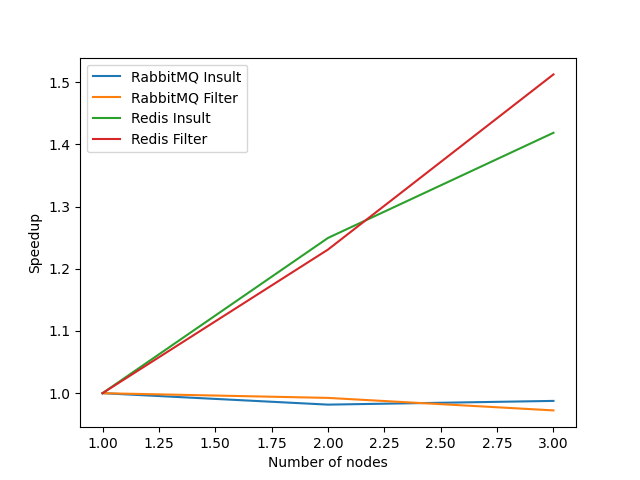 RabbitMQ Insult
RabbitMQ Filter
Redis Insult
Redis Filter
Speedup
1.5
1.4
1.3
1.2
1.1
1.0
1.00 1.25 1.50 1.75 2.00 2.25 2.50 2.75 3.00
Number of nodes